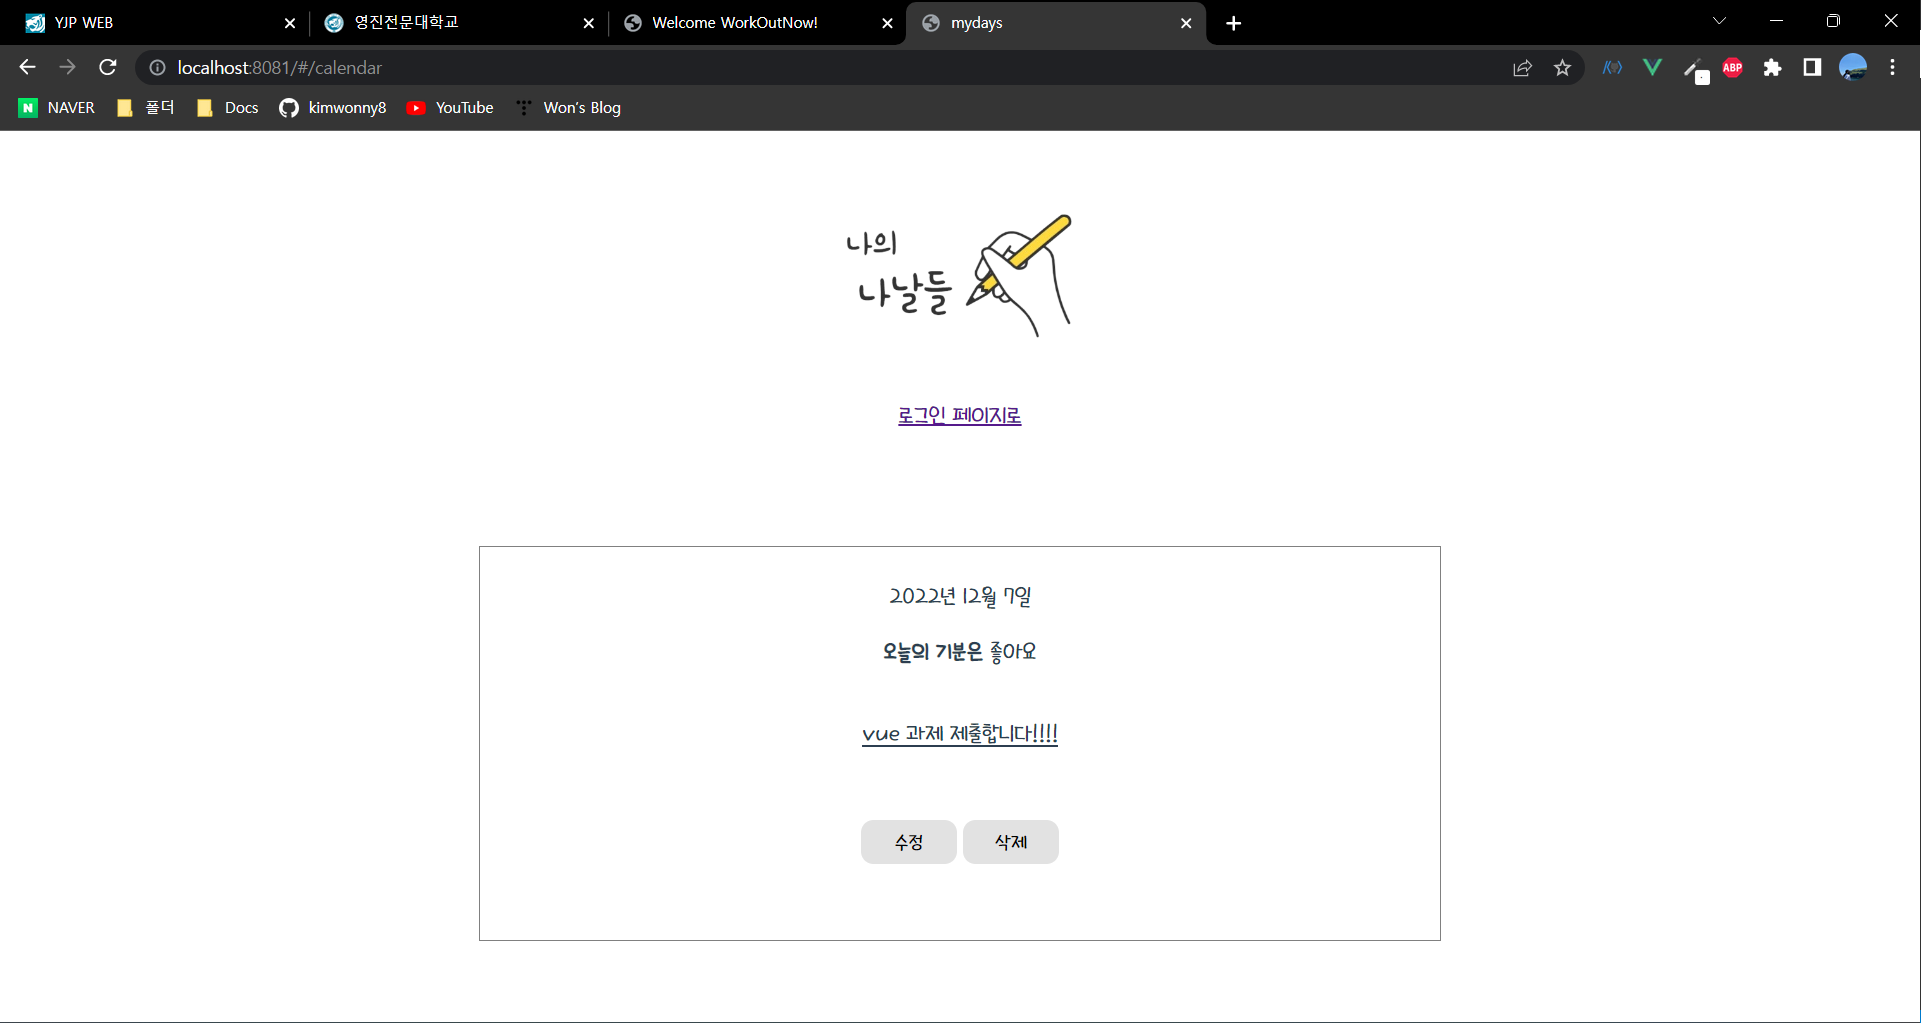 YJP WEB
영진전문대학교
Welcome WorkOutNow!
mydays
localhost:8081/#/calendar
ABP
N NAVER
폴더
Docs
kimwonny8
YouTube
Won's Blog
나의
나날들
로그인 페이지로
2022년 12월 7일
오늘의 기분은 좋아요
vue 과제 제출합니다!!!!
수정
삭제